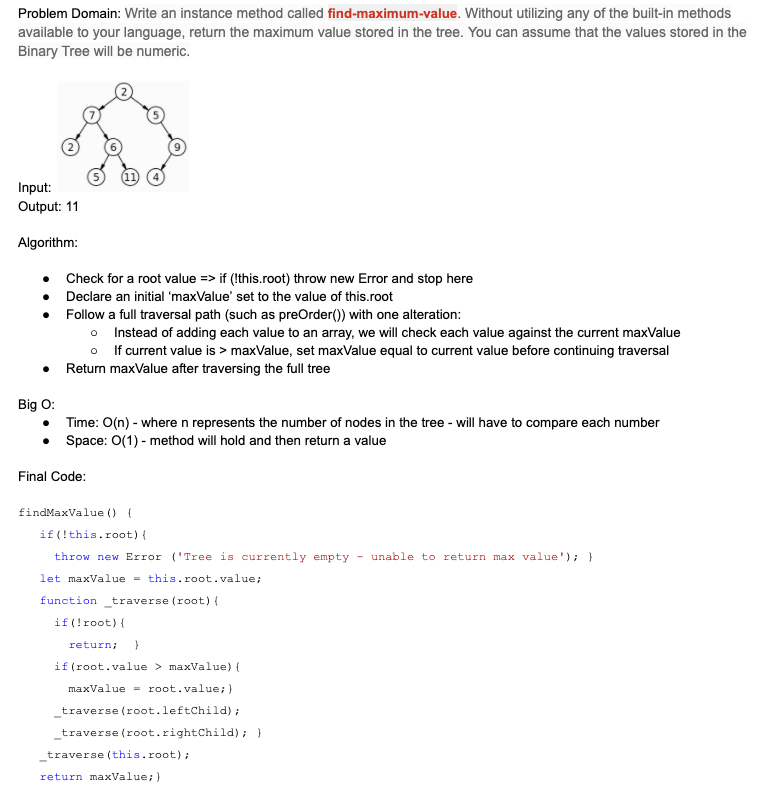 Problem Domain: Write an instance method called find-maximum-value. Without utilizing any of the built-in methods
available to your language, return the maximum value stored in the tree. You can assume that the values stored in the
Binary Tree will be numeric.
2
7 5
2 6 9
5 11 4
Input:
Output: 11
Algorithm:
● Check for a root value => if (!this.root) throw new Error and stop here
● Declare an initial ‘maxValue’ set to the value of this.root
● Follow a full traversal path (such as preOrder()) with one alteration:
○ Instead of adding each value to an array, we will check each value against the current maxValue
○ If current value is > maxValue, set maxValue equal to current value before continuing traversal
● Return maxValue after traversing the full tree
Big O:
● Time: O(n) - where n represents the number of nodes in the tree - will have to compare each number
● Space: O(1) - method will hold and then return a value
Final Code:
findMaxValue() {
if(!this.root){
throw new Error ('Tree is currently empty - unable to return max value'); }
let maxValue = this.root.value;
function _traverse(root){
if(!root){
return; }
if(root.value > maxValue){
maxValue = root.value;}
_traverse(root.leftChild);
_traverse(root.rightChild); }
_traverse(this.root);
return maxValue;}